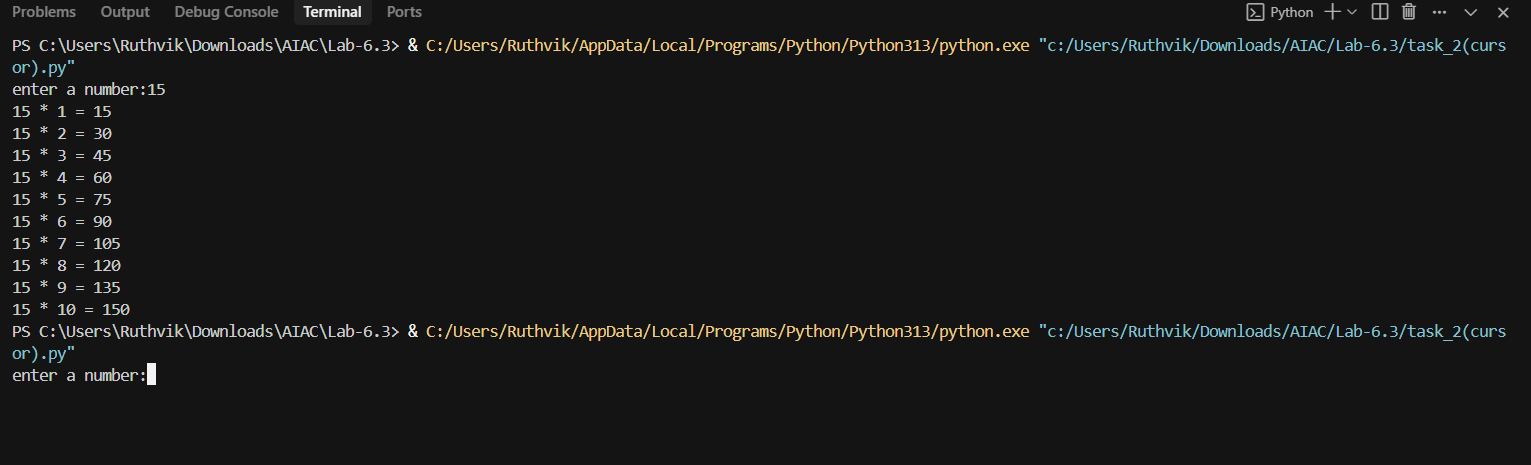 Problems Output Debug Console Terminal Ports Python
PS C:\Users\Ruthvik\Downloads\AIAC\Lab-6.3> & C:/Users/Ruthvik/AppData/Local/Programs/Python/Python313/python.exe "c:/Users/Ruthvik/Downloads/AIAC/Lab-6.3/task_2(curs
or).py"
enter a number:15
15 * 1 = 15
15 * 2 = 30
15 * 3 = 45
15 * 4 = 60
15 * 5 = 75
15 * 6 = 90
15 * 7 = 105
15 * 8 = 120
15 * 9 = 135
15 * 10 = 150
PS C:\Users\Ruthvik\Downloads\AIAC\Lab-6.3> & C:/Users/Ruthvik/AppData/Local/Programs/Python/Python313/python.exe "c:/Users/Ruthvik/Downloads/AIAC/Lab-6.3/task_2(curs
or).py"
enter a number: